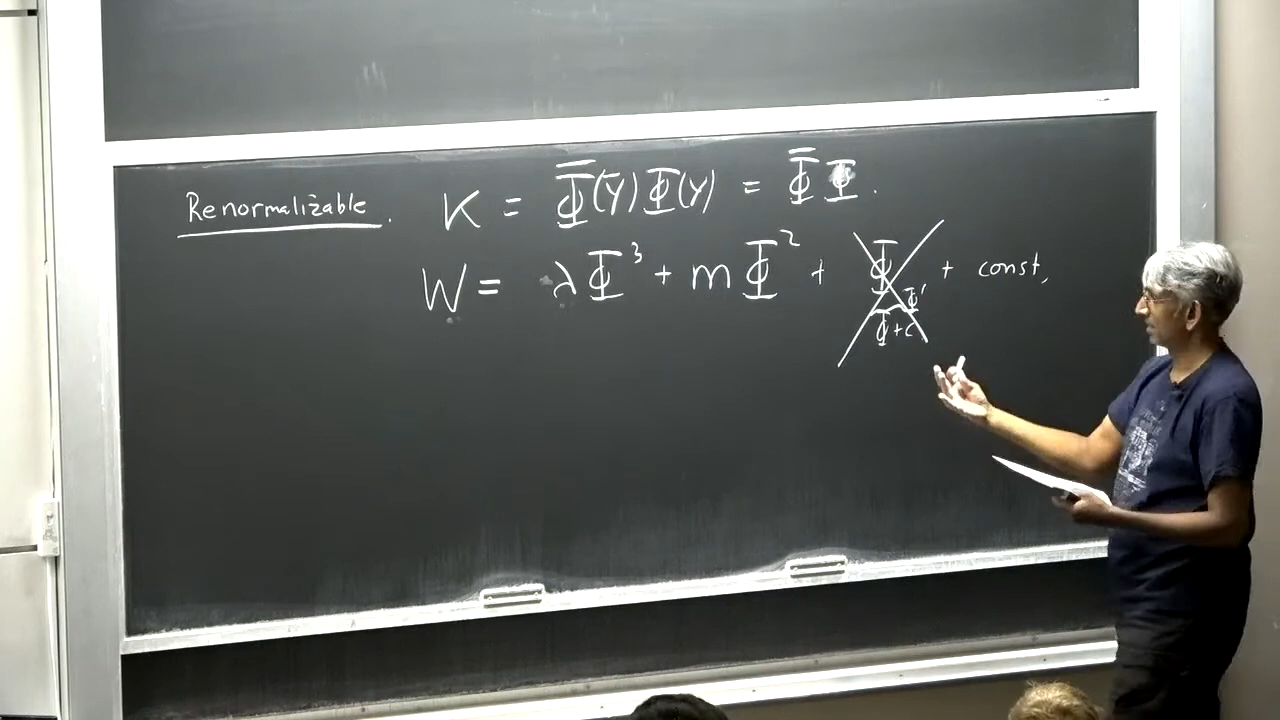 Renormalizable. K = Φ̄(ȳ)Φ(y) = Φ̄Φ.
W = λΦ³ + mΦ² + Φ + const,
Φ'
Φ+c